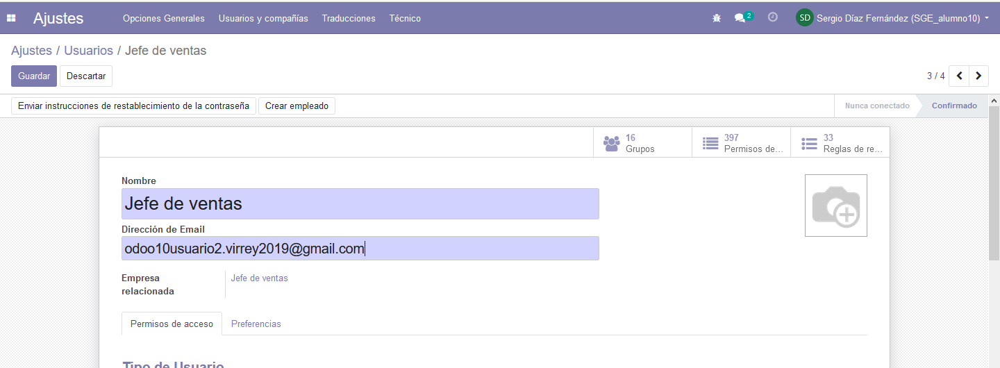 Ajustes Opciones Generales Usuarios y compañías Traducciones Técnico 2 SD Sergio Díaz Fernández (SGE_alumno10)
Ajustes / Usuarios / Jefe de ventas
Guardar Descartar 3 / 4
Enviar instrucciones de restablecimiento de la contraseña Crear empleado Nunca conectado Confirmado
16 397 33
Grupos Permisos de... Reglas de re...
Nombre
Jefe de ventas
Dirección de Email
odoo10usuario2.virrey2019@gmail.com
Empresa Jefe de ventas
relacionada
Permisos de acceso Preferencias
Tipo de Usuario